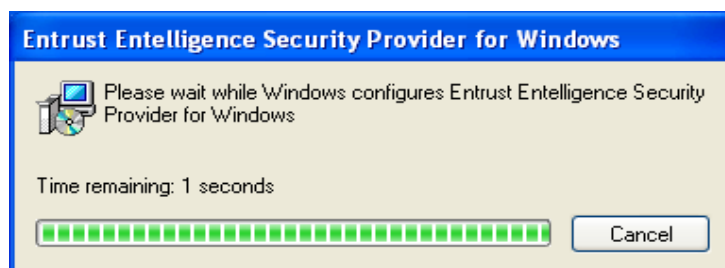 Entrust Entelligence Security Provider for Windows
Please wait while Windows configures Entrust Entelligence Security
Provider for Windows
Time remaining: 1 seconds
Cancel